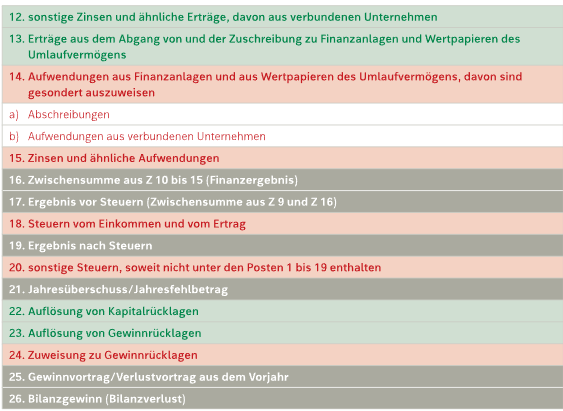 12. sonstige Zinsen und ähnliche Erträge, davon aus verbundenen Unternehmen
13. Erträge aus dem Abgang von und der Zuschreibung zu Finanzanlagen und Wertpapieren des
Umlaufvermögens
14. Aufwendungen aus Finanzanlagen und aus Wertpapieren des Umlaufvermögens, davon sind
gesondert auszuweisen
a) Abschreibungen
b) Aufwendungen aus verbundenen Unternehmen
15. Zinsen und ähnliche Aufwendungen
16. Zwischensumme aus Z 10 bis 15 (Finanzergebnis)
17. Ergebnis vor Steuern (Zwischensumme aus Z 9 und Z 16)
18. Steuern vom Einkommen und vom Ertrag
19. Ergebnis nach Steuern
20. sonstige Steuern, soweit nicht unter den Posten 1 bis 19 enthalten
21. Jahresüberschuss/Jahresfehlbetrag
22. Auflösung von Kapitalrücklagen
23. Auflösung von Gewinnrücklagen
24. Zuweisung zu Gewinnrücklagen
25. Gewinnvortrag/Verlustvortrag aus dem Vorjahr
26. Bilanzgewinn (Bilanzverlust)